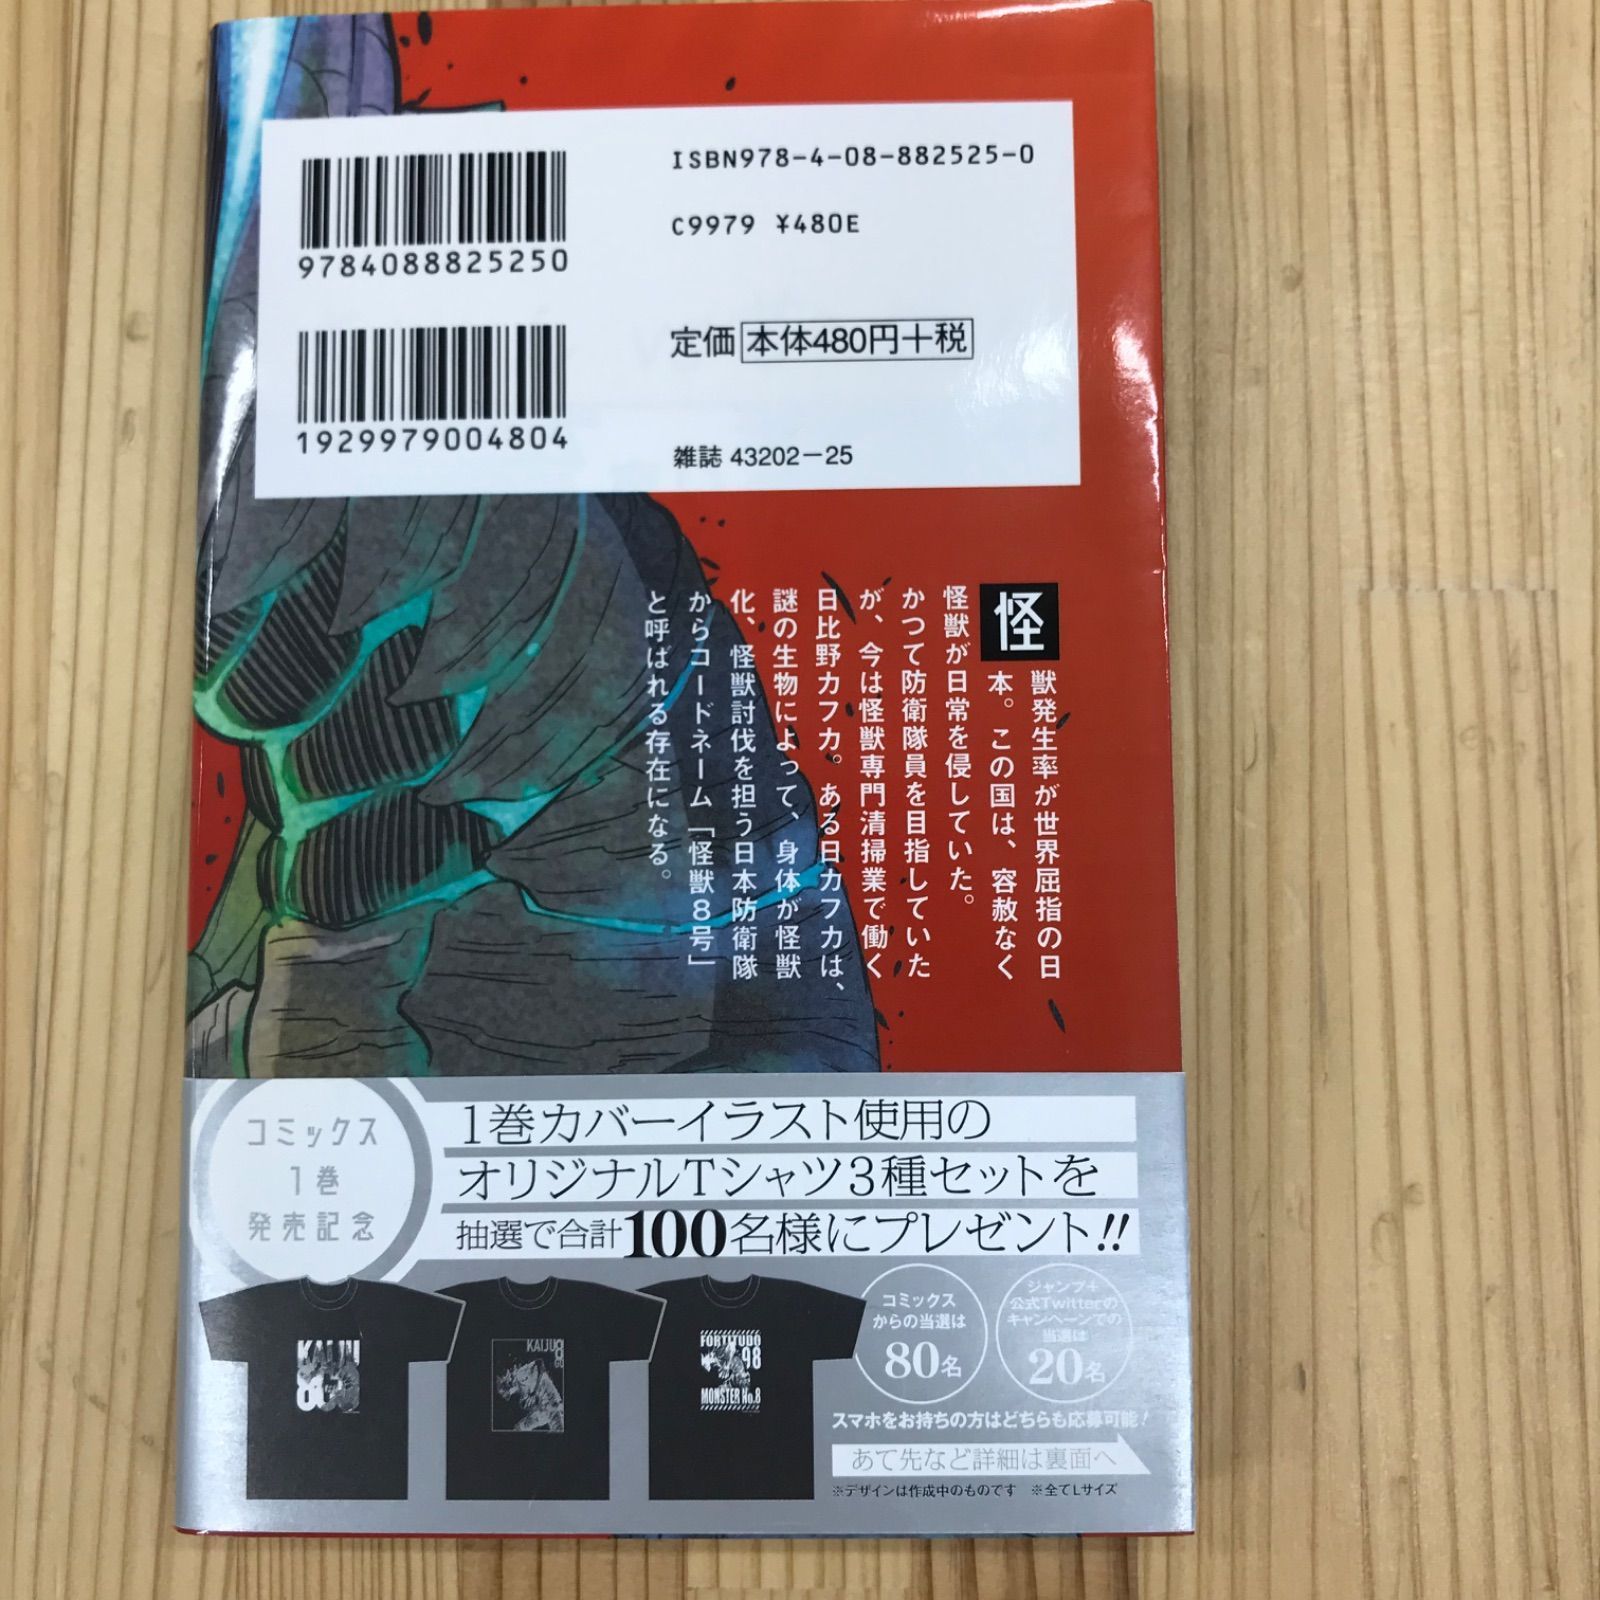 ISBN978-4-08-882525-0
9784088825250
C9979 ¥480E
定価 本体480円+税
1929979004804
雑誌 43202-25
怪獣発生率が世界屈指の日
本。この国は、容赦なく
怪獣が日常を侵していた。
かつて防衛隊員を目指していた
が、今は怪獣専門清掃業で働く
日比野カフカ。ある日カフカは、
謎の生物によって、身体が怪獣
化、怪獣討伐を担う日本防衛隊
からコードネーム「怪獣8号」
と呼ばれる存在になる。
コミックス
1巻
発売記念
1巻カバーイラスト使用の
オリジナルTシャツ3種セットを
抽選で合計100名様にプレゼント!!
KAIJU
8GO
KAIJU8
GO
FORTITUDO
98
MONSTER No.8
コミックス
からの当選は
80名
ジャンプ+
公式Twitterの
キャンペーンでの
当選は
20名
スマホをお持ちの方はどちらも応募可能!
あて先など詳細は裏面へ
※デザインは作成中のものです ※全てLサイズ